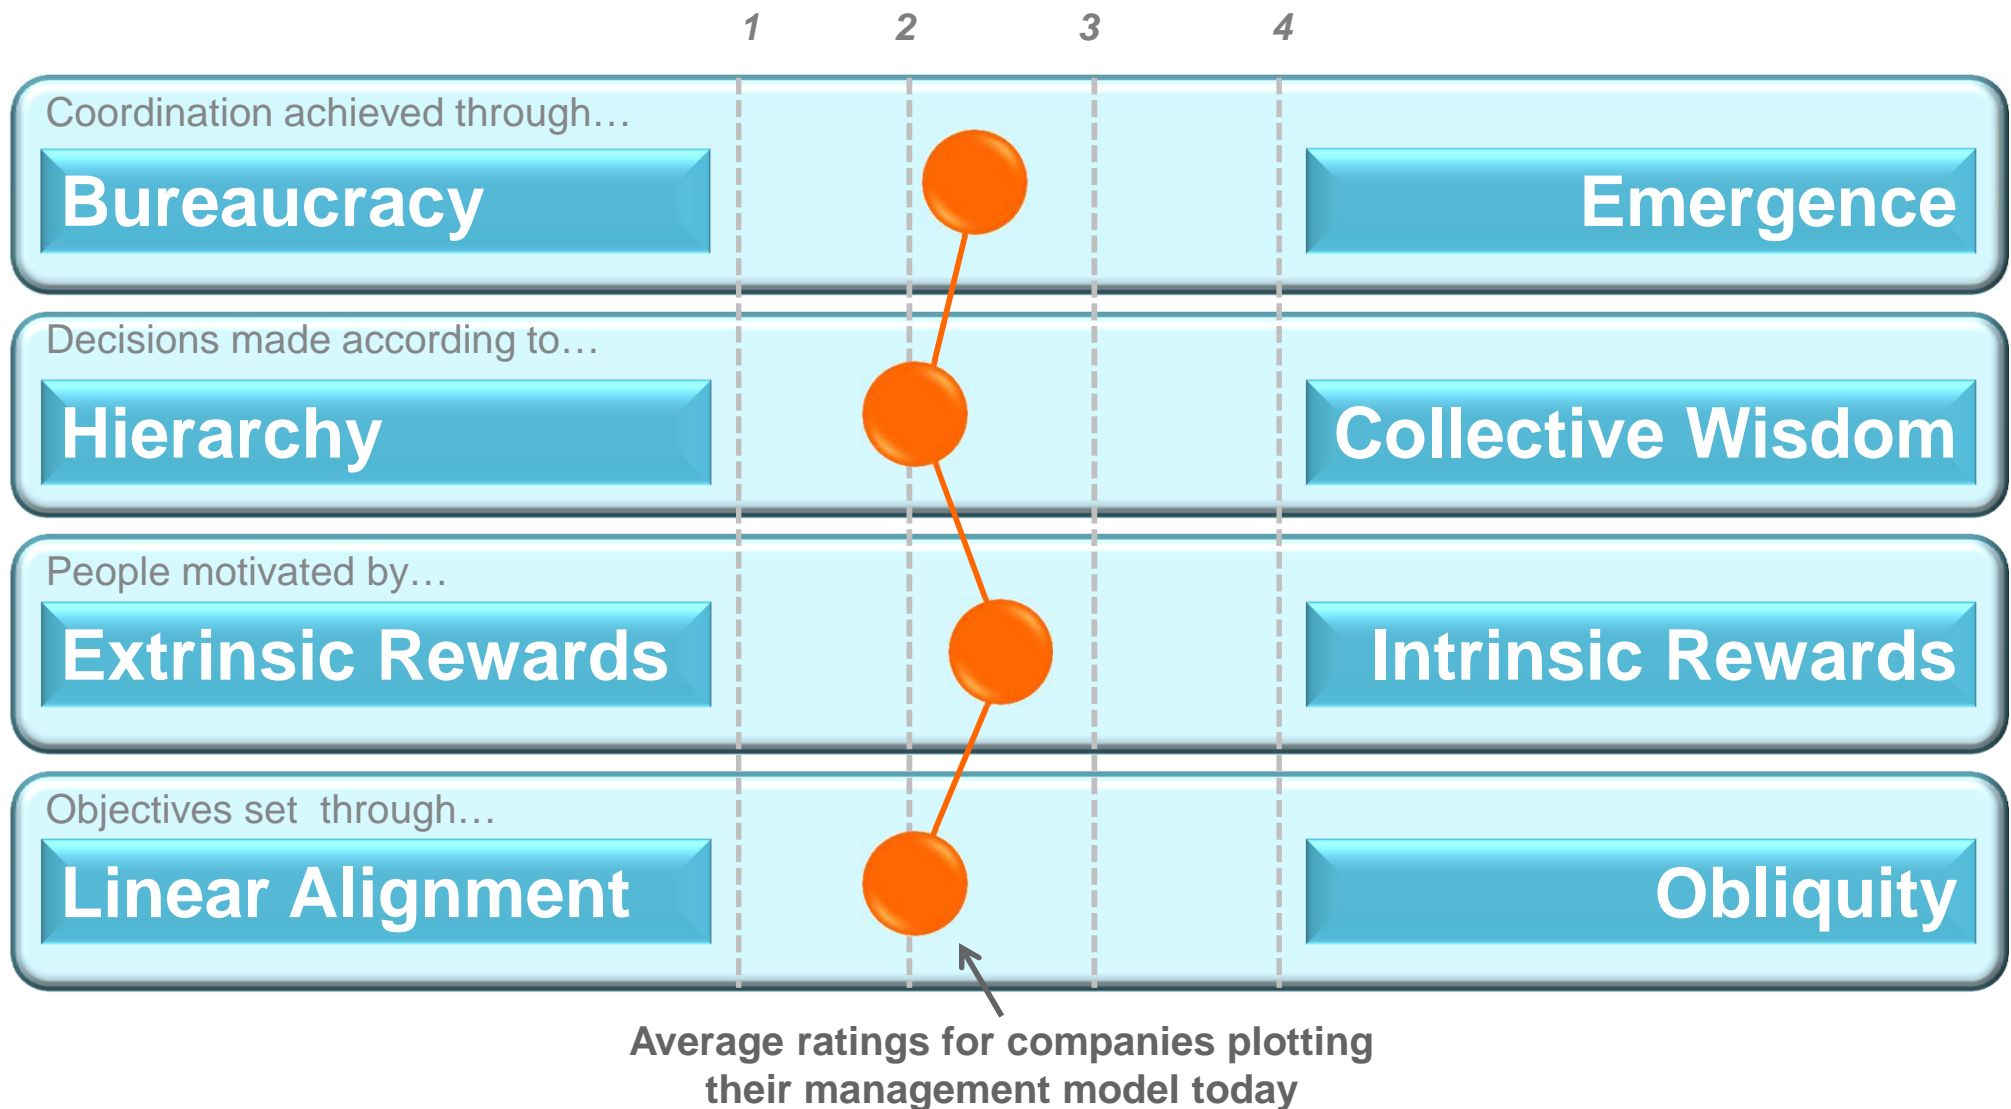 1 2 3 4
Coordination achieved through…
Bureaucracy
Emergence
Decisions made according to…
Hierarchy
Collective Wisdom
People motivated by…
Extrinsic Rewards
Intrinsic Rewards
Objectives set  through…
Linear Alignment
Obliquity
Average ratings for companies plotting
their management model today